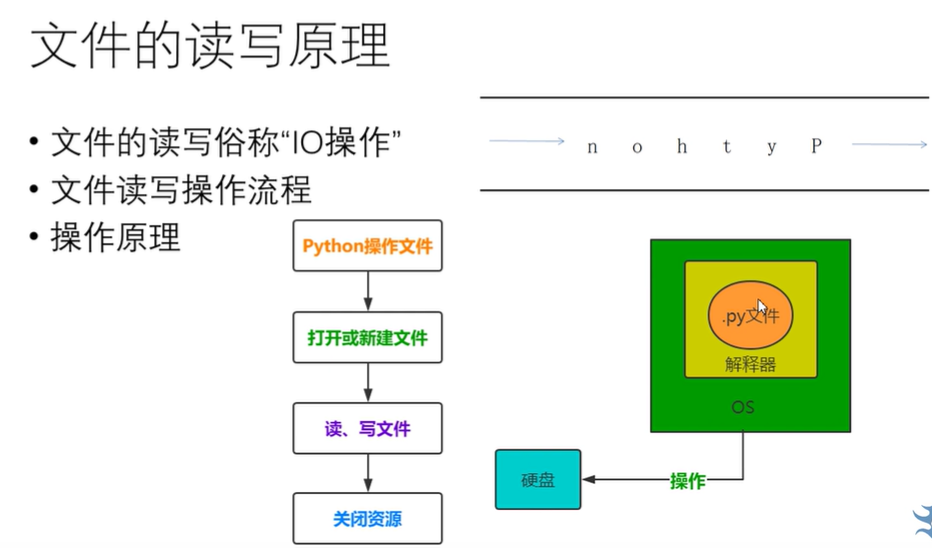 文件的读写原理
• 文件的读写俗称“IO操作”
• 文件读写操作流程
• 操作原理
n o h t y P
Python操作文件
打开或新建文件
读、写文件
关闭资源
.py文件
解释器
OS
操作
硬盘